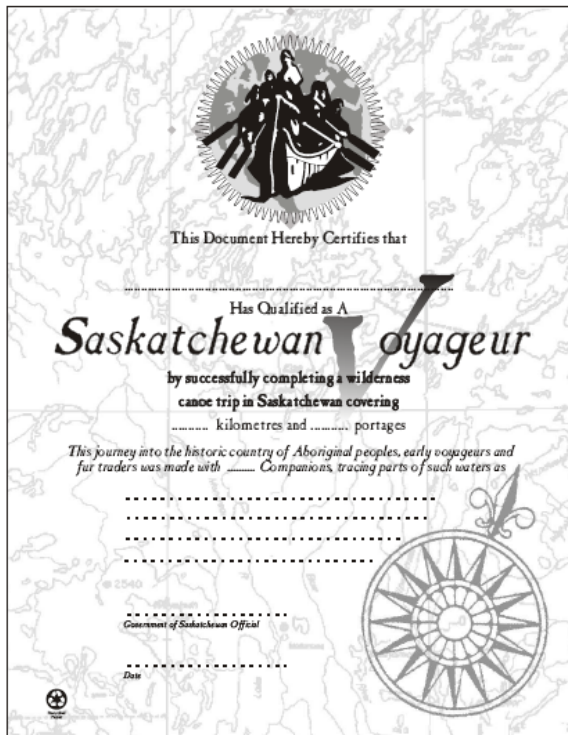 This Document Hereby Certifies that
Has Qualified as A
Saskatchewan Voyageur
by successfully completing a wilderness
canoe trip in Saskatchewan covering
............ kilometres and ............ portages
This journey into the historic country of Aboriginal peoples, early voyageurs and
fur traders was made with ......... Companions, tracing parts of such waters as
2540
Government of Saskatchewan Official
Date